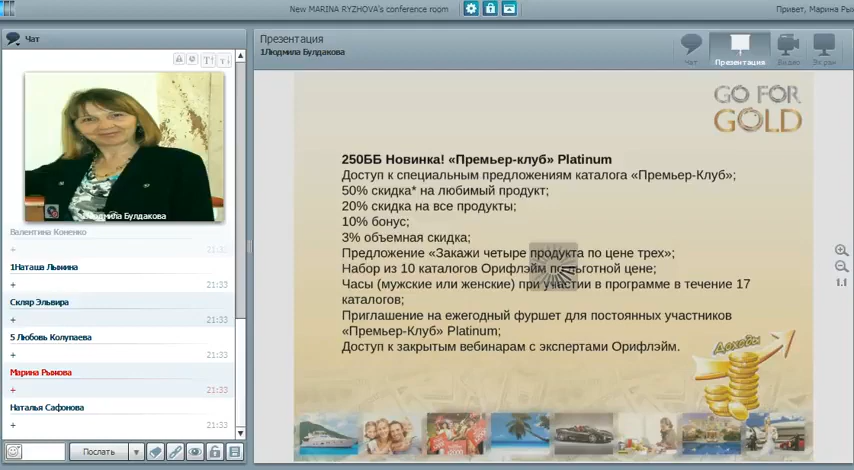 New MARINA RYZHOVA's conference room
Привет, Марина Рыж
Чат
Людмила Булдакова
Валентина Коненко
+ 21:33
1Наташа Лыжина
+ 21:33
Скляр Эльвира
+ 21:33
5 Любовь Колупаева
+ 21:33
Марина Рыжова
+ 21:33
Наталья Сафонова
+ 21:33
Послать
Презентация
1Людмила Булдакова
Чат
Презентация
Видео
Экран
GO FOR
GOLD
250ББ Новинка! «Премьер-клуб» Platinum
Доступ к специальным предложениям каталога «Премьер-Клуб»;
50% скидка* на любимый продукт;
20% скидка на все продукты;
10% бонус;
3% объемная скидка;
Предложение «Закажи четыре продукта по цене трех»;
Набор из 10 каталогов Орифлэйм по льготной цене;
Часы (мужские или женские) при участии в программе в течение 17
каталогов;
Приглашение на ежегодный фуршет для постоянных участников
«Премьер-Клуб» Platinum;
Доступ к закрытым вебинарам с экспертами Орифлэйм.
Доходы
1:1